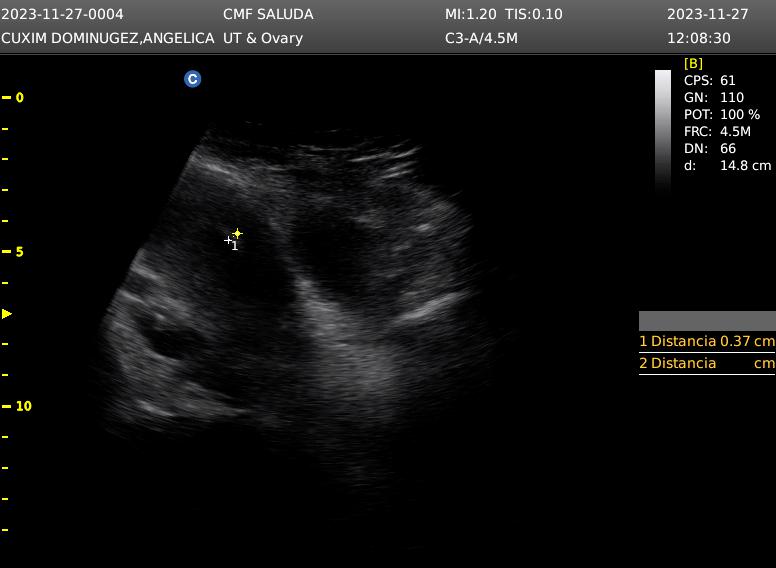 2023-11-27-0004 CMF SALUDA MI:1.20 TIS:0.10 2023-11-27
CUXIM DOMINUGEZ,ANGELICA UT & Ovary C3-A/4.5M 12:08:30
C
[B]
CPS: 61
GN: 110
POT: 100 %
FRC: 4.5M
DN: 66
d: 14.8 cm
0
5
10
1
1 Distancia 0.37 cm
2 Distancia cm